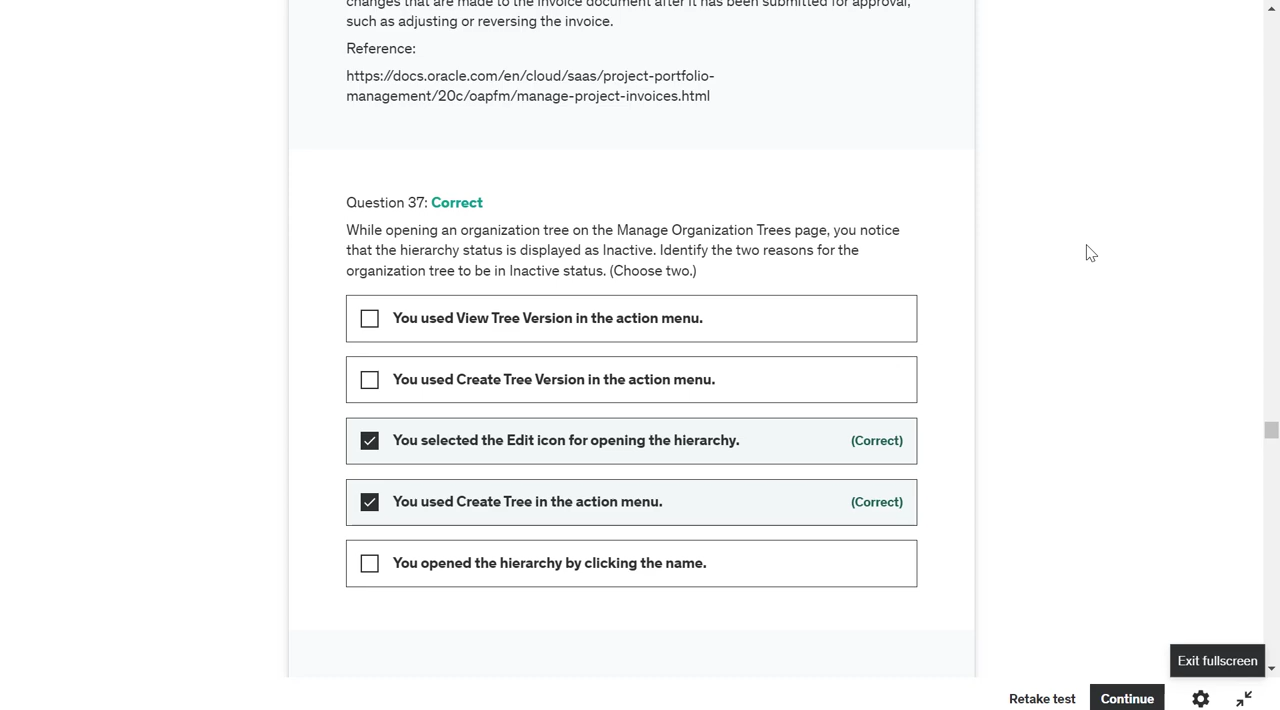 changes that are made to the invoice document after it has been submitted for approval,
such as adjusting or reversing the invoice.
Reference:
https://docs.oracle.com/en/cloud/saas/project-portfolio-
management/20c/oapfm/manage-project-invoices.html
Question 37: Correct
While opening an organization tree on the Manage Organization Trees page, you notice
that the hierarchy status is displayed as Inactive. Identify the two reasons for the
organization tree to be in Inactive status. (Choose two.)
You used View Tree Version in the action menu.
You used Create Tree Version in the action menu.
You selected the Edit icon for opening the hierarchy. (Correct)
You used Create Tree in the action menu. (Correct)
You opened the hierarchy by clicking the name.
Exit fullscreen
Retake test Continue